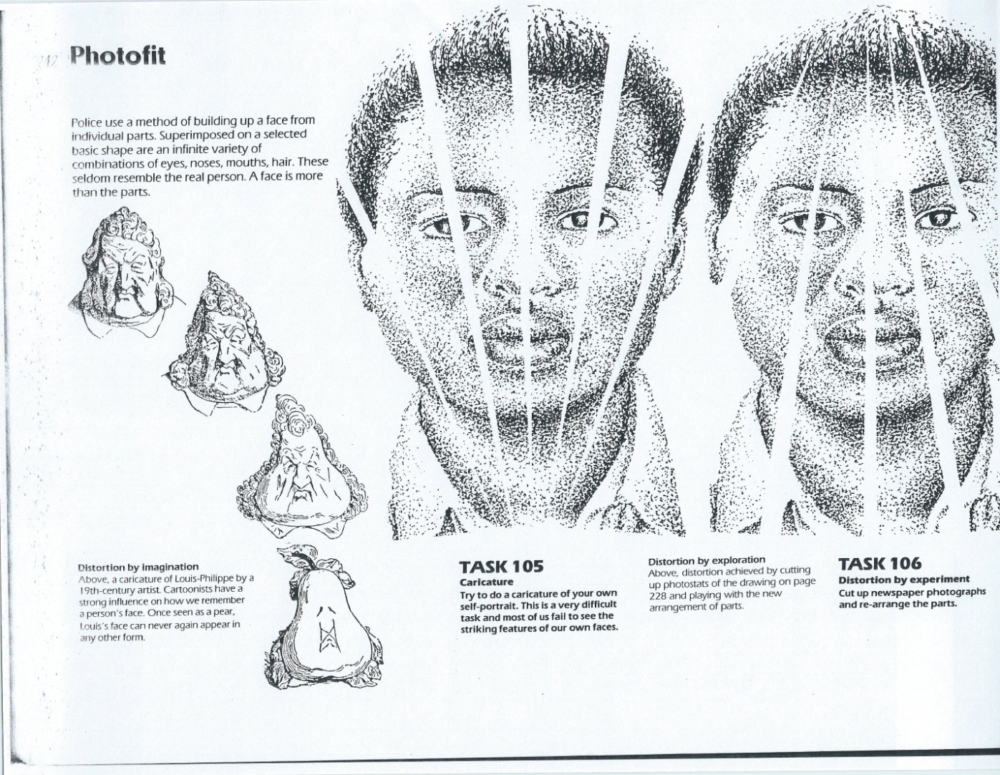 242 Photofit
Police use a method of building up a face from
individual parts. Superimposed on a selected
basic shape are an infinite variety of
combinations of eyes, noses, mouths, hair. These
seldom resemble the real person. A face is more
than the parts.
Distortion by imagination
Above, a caricature of Louis-Philippe by a
19th-century artist. Cartoonists have a
strong influence on how we remember
a person's face. Once seen as a pear,
Louis's face can never again appear in
any other form.
TASK 105
Caricature
Try to do a caricature of your own
self-portrait. This is a very difficult
task and most of us fail to see the
striking features of our own faces.
Distortion by exploration
Above, distortion achieved by cutting
up photostats of the drawing on page
228 and playing with the new
arrangement of parts.
TASK 106
Distortion by experiment
Cut up newspaper photographs
and re-arrange the parts.